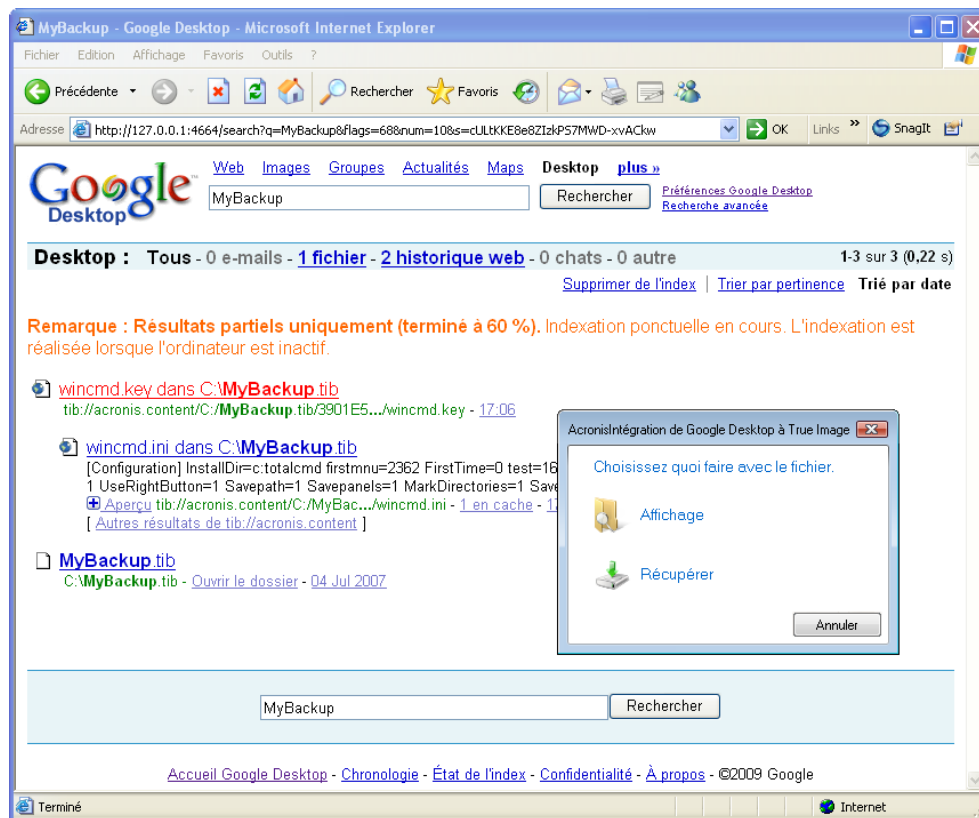 MyBackup - Google Desktop - Microsoft Internet Explorer
Fichier Edition Affichage Favoris Outils ?
Précédente Rechercher Favoris
Adresse http://127.0.0.1:4664/search?q=MyBackup&flags=68&num=10&s=cULtKKE8e8ZIzkP57MWD-xvACkw OK Links » SnagIt
Google™ Desktop
Web Images Groupes Actualités Maps Desktop plus »
MyBackup Rechercher
Préférences Google Desktop
Recherche avancée
Desktop : Tous - 0 e-mails - 1 fichier - 2 historique web - 0 chats - 0 autre 1-3 sur 3 (0,22 s)
Supprimer de l'index | Trier par pertinence Trié par date
Remarque : Résultats partiels uniquement (terminé à 60 %). Indexation ponctuelle en cours. L'indexation est
réalisée lorsque l'ordinateur est inactif.
wincmd.key dans C:\MyBackup.tib
tib://acronis.content/C:/MyBackup.tib/3901E5.../wincmd.key - 17:06
wincmd.ini dans C:\MyBackup.tib
[Configuration] InstallDir=c:totalcmd firstmnu=2362 FirstTime=0 test=16
1 UseRightButton=1 Savepath=1 Savepanels=1 MarkDirectories=1 Save
Aperçu tib://acronis.content/C:/MyBac.../wincmd.ini - 1 en cache - 1
[ Autres résultats de tib://acronis.content ]
MyBackup.tib
C:\MyBackup.tib - Ouvrir le dossier - 04 Jul 2007
AcronisIntégration de Google Desktop à True Image
Choisissez quoi faire avec le fichier.
Affichage
Récupérer
Annuler
MyBackup Rechercher
Accueil Google Desktop - Chronologie - État de l'index - Confidentialité - À propos - ©2009 Google
Terminé Internet